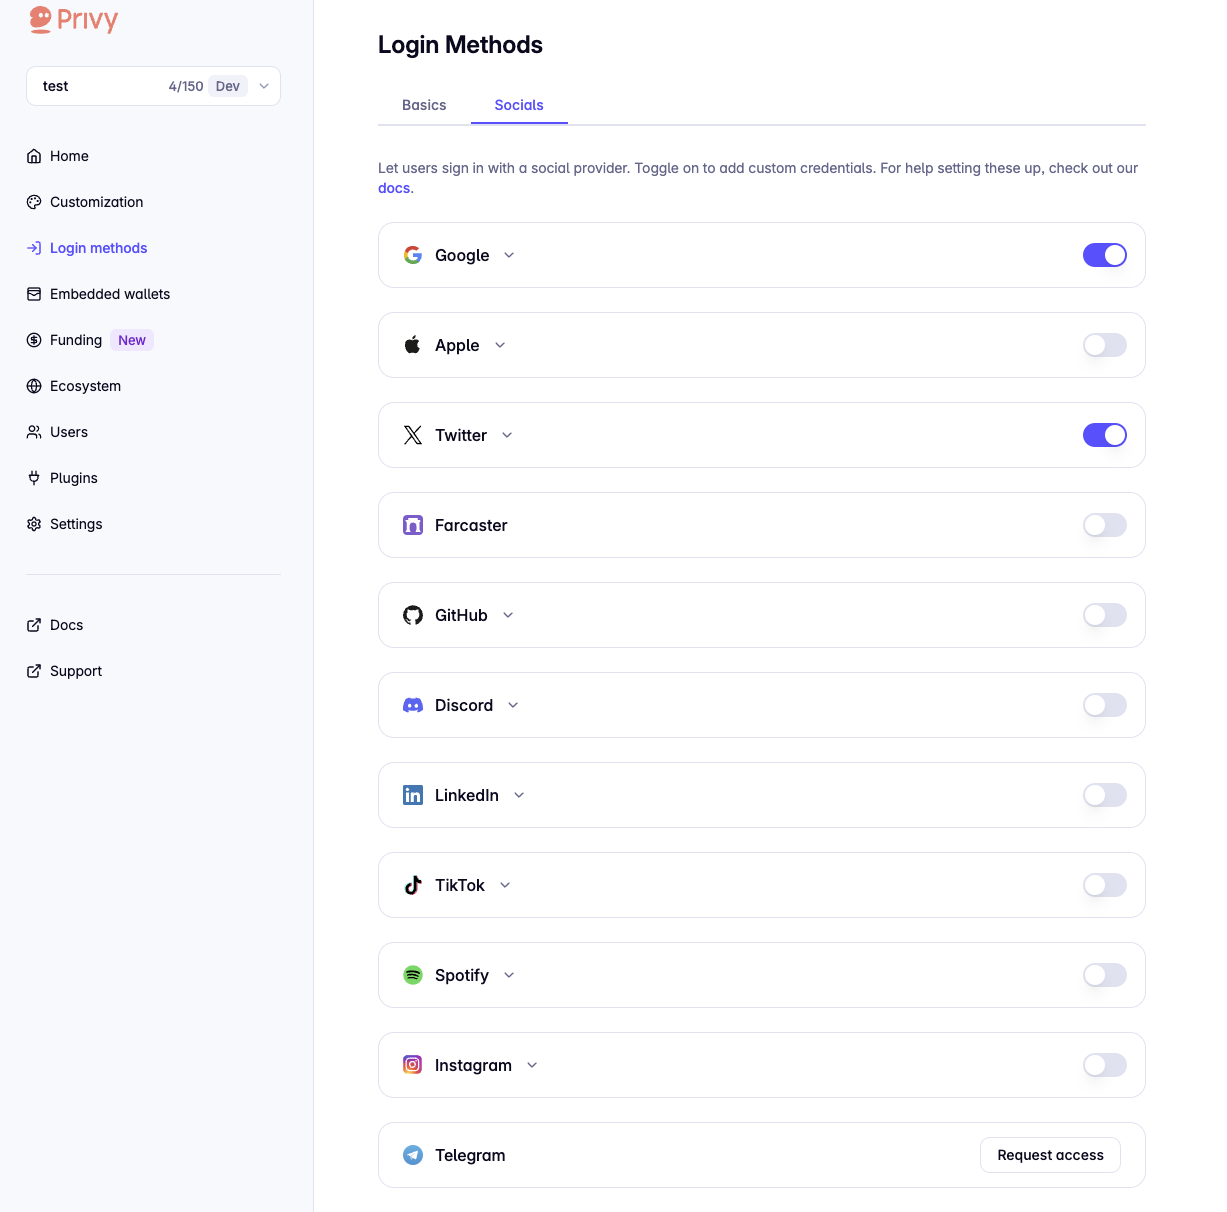 Privy
test 4/150 Dev
Home
Customization
Login methods
Embedded wallets
Funding New
Ecosystem
Users
Plugins
Settings
Docs
Support
Login Methods
Basics Socials
Let users sign in with a social provider. Toggle on to add custom credentials. For help setting these up, check out our
docs.
Google
Apple
Twitter
Farcaster
GitHub
Discord
LinkedIn
TikTok
Spotify
Instagram
Telegram Request access